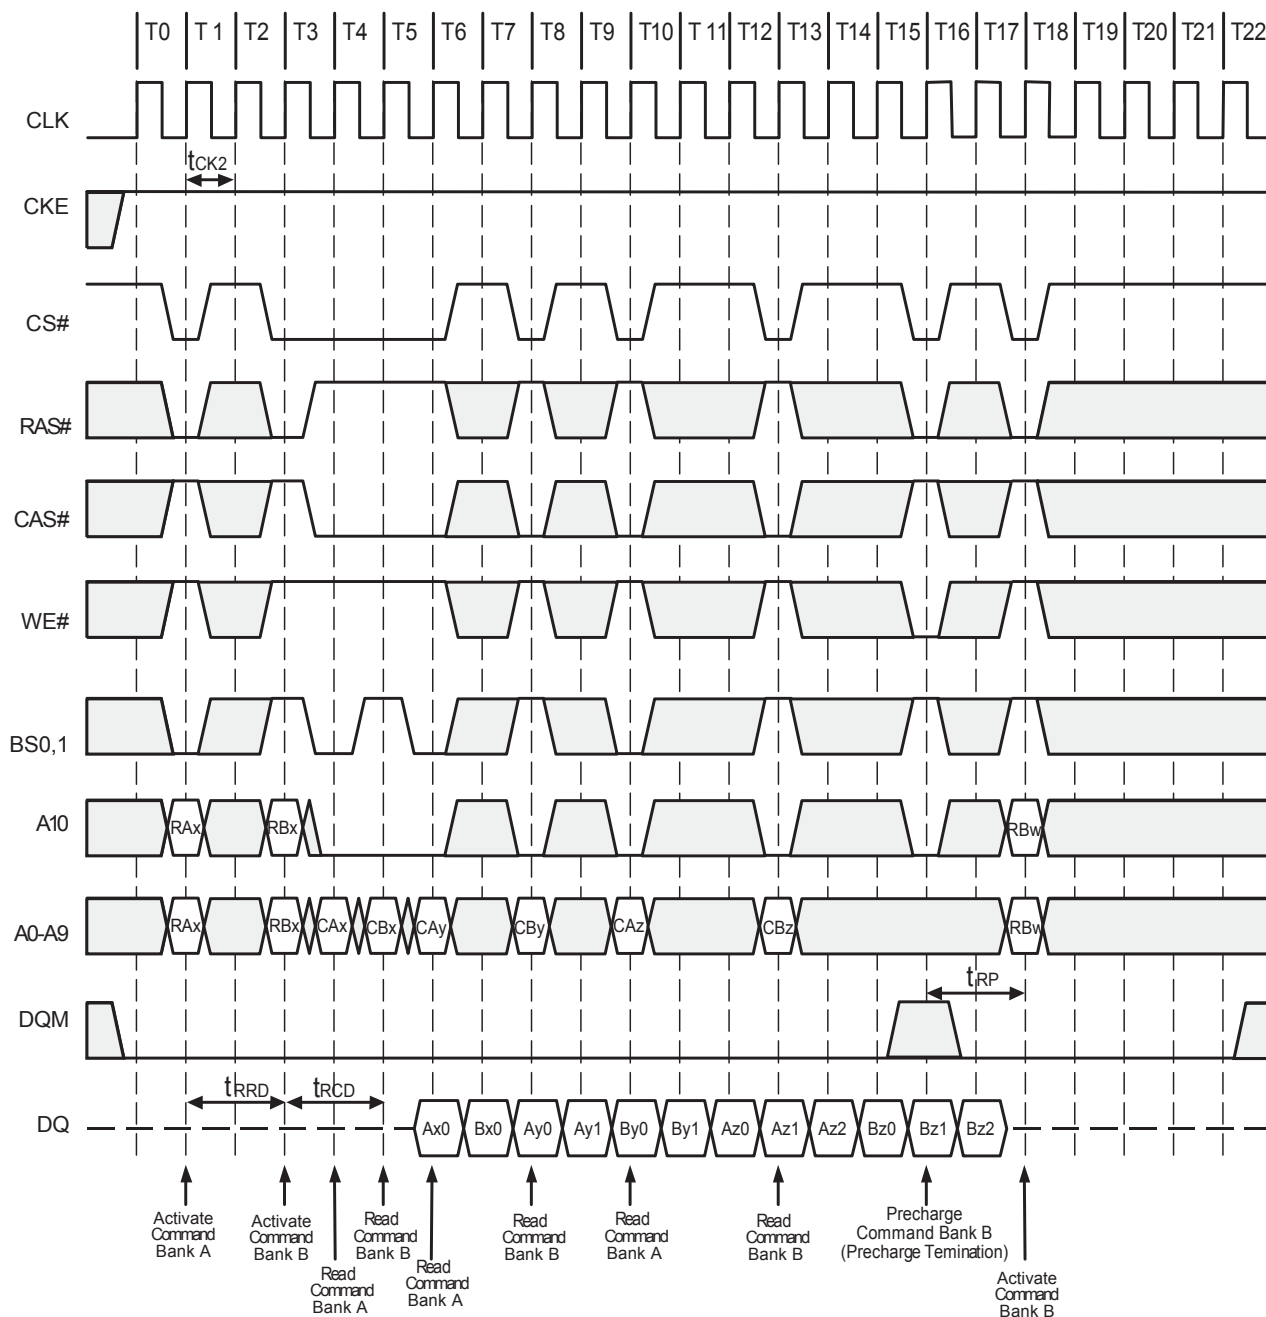 T0 T 1 T2 T3 T4 T5 T6 T7 T8 T9 T10 T 11 T12 T13 T14 T15 T16 T17 T18 T19 T20 T21 T22
CLK
tCK2
CKE
CS#
RAS#
CAS#
WE#
BS0,1
A10
RAx RBx RBw
A0-A9
RAx RBx CAx CBx CAy CBy CAz CBz RBw
tRP
DQM
tRRD tRCD
DQ
Ax0 Bx0 Ay0 Ay1 By0 By1 Az0 Az1 Az2 Bz0 Bz1 Bz2
Activate
Command
Bank A
Activate
Command
Bank B
Read
Command
Bank A
Read
Command
Bank B
Read
Command
Bank A
Read
Command
Bank B
Read
Command
Bank A
Read
Command
Bank B
Precharge
Command Bank B
(Precharge Temination)
Activate
Command
Bank B